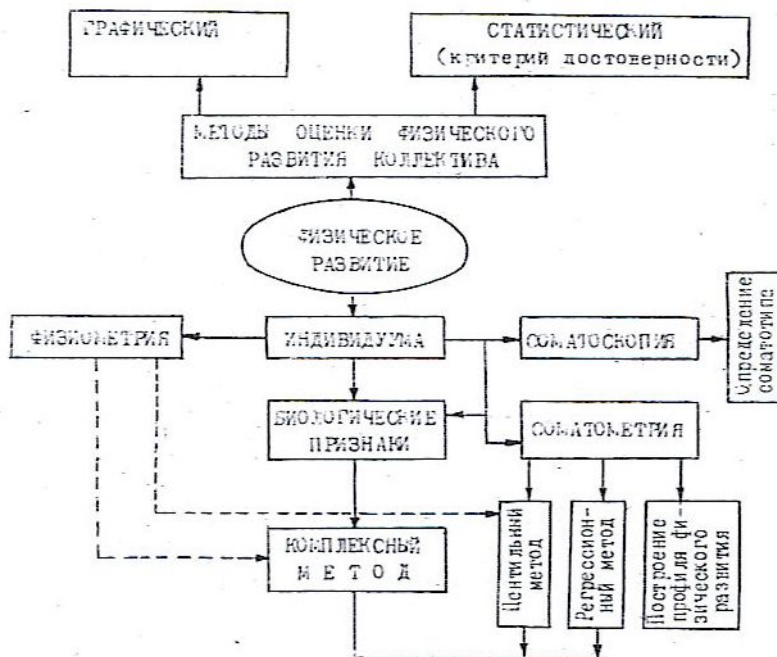 ГРАФИЧЕСКИЙ
СТАТИСТИЧЕСКИЙ
(критерий достоверности)
МЕТОДЫ ОЦЕНКИ ФИЗИЧЕСКОГО
РАЗВИТИЯ КОЛЛЕКТИВА
ФИЗИЧЕСКОЕ
РАЗВИТИЕ
ФИЗИОМЕТРИЯ
ИНДИВИДУУМА
СОМАТОСКОПИЯ
Определение
соматотипа
БИОЛОГИЧЕСКИЕ
ПРИЗНАКИ
СОМАТОМЕТРИЯ
КОМПЛЕКСНЫЙ
МЕТОД
Центильный
метод
Регрессион-
ный метод
Построение
профиля фи-
зического
развития